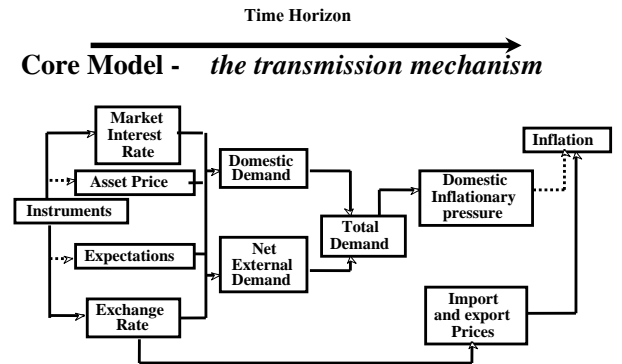 Time Horizon
Core Model - the transmission mechanism
Market
Interest
Rate
Asset Price
Instruments
Expectations
Exchange
Rate
Domestic
Demand
Net
External
Demand
Total
Demand
Domestic
Inflationary
pressure
Inflation
Import
and export
Prices